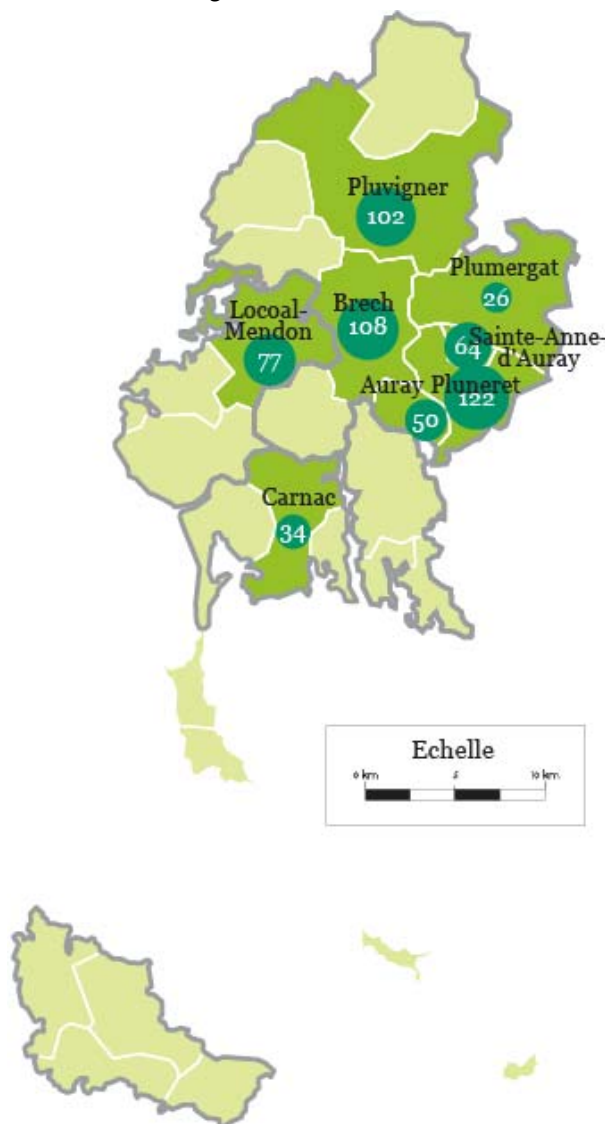 Pluvigner
102
Plumergat
26
Locoal-
Mendon
77
Brech
108
64
Sainte-Anne-
d'Auray
Auray
50
Pluneret
122
Carnac
34
Echelle
0 km 5 10 km